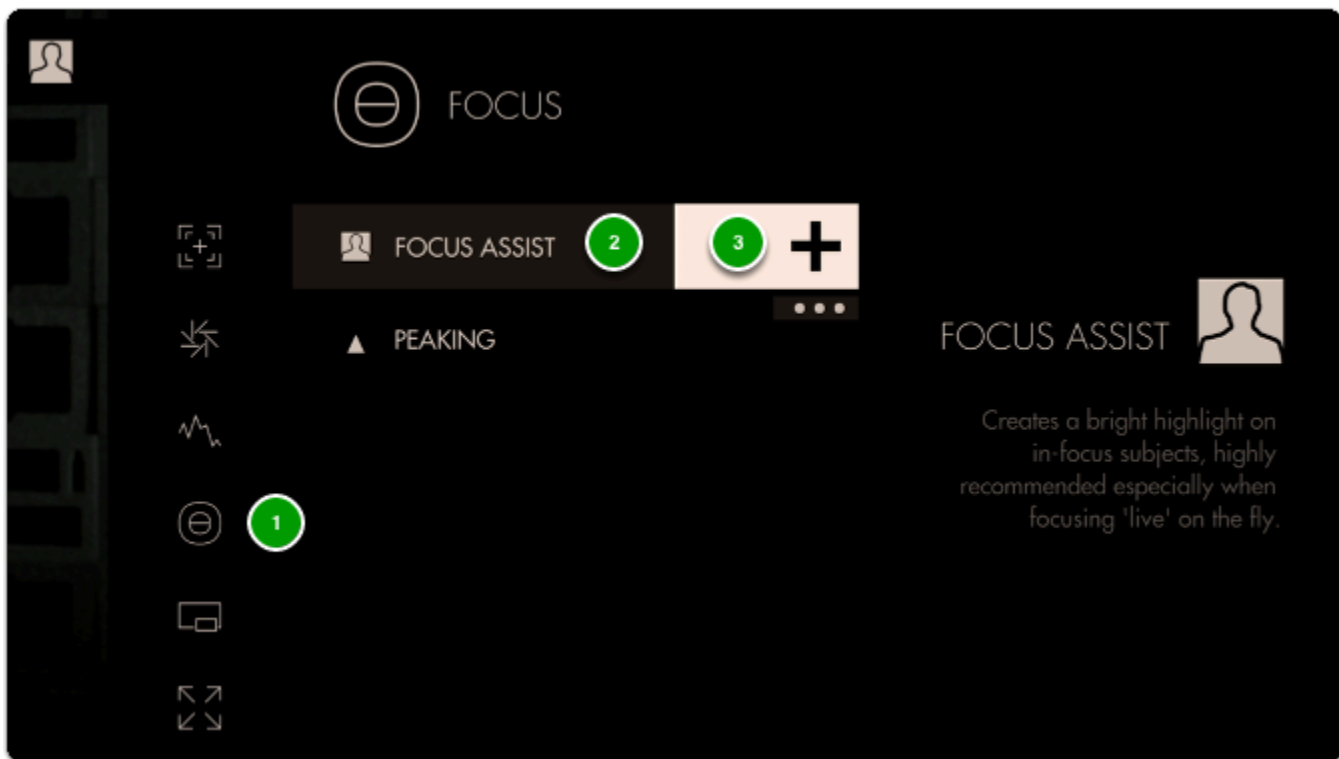 FOCUS
FOCUS ASSIST 2 3
PEAKING
FOCUS ASSIST
Creates a bright highlight on
in-focus subjects, highly
recommended especially when
focusing 'live' on the fly.
1